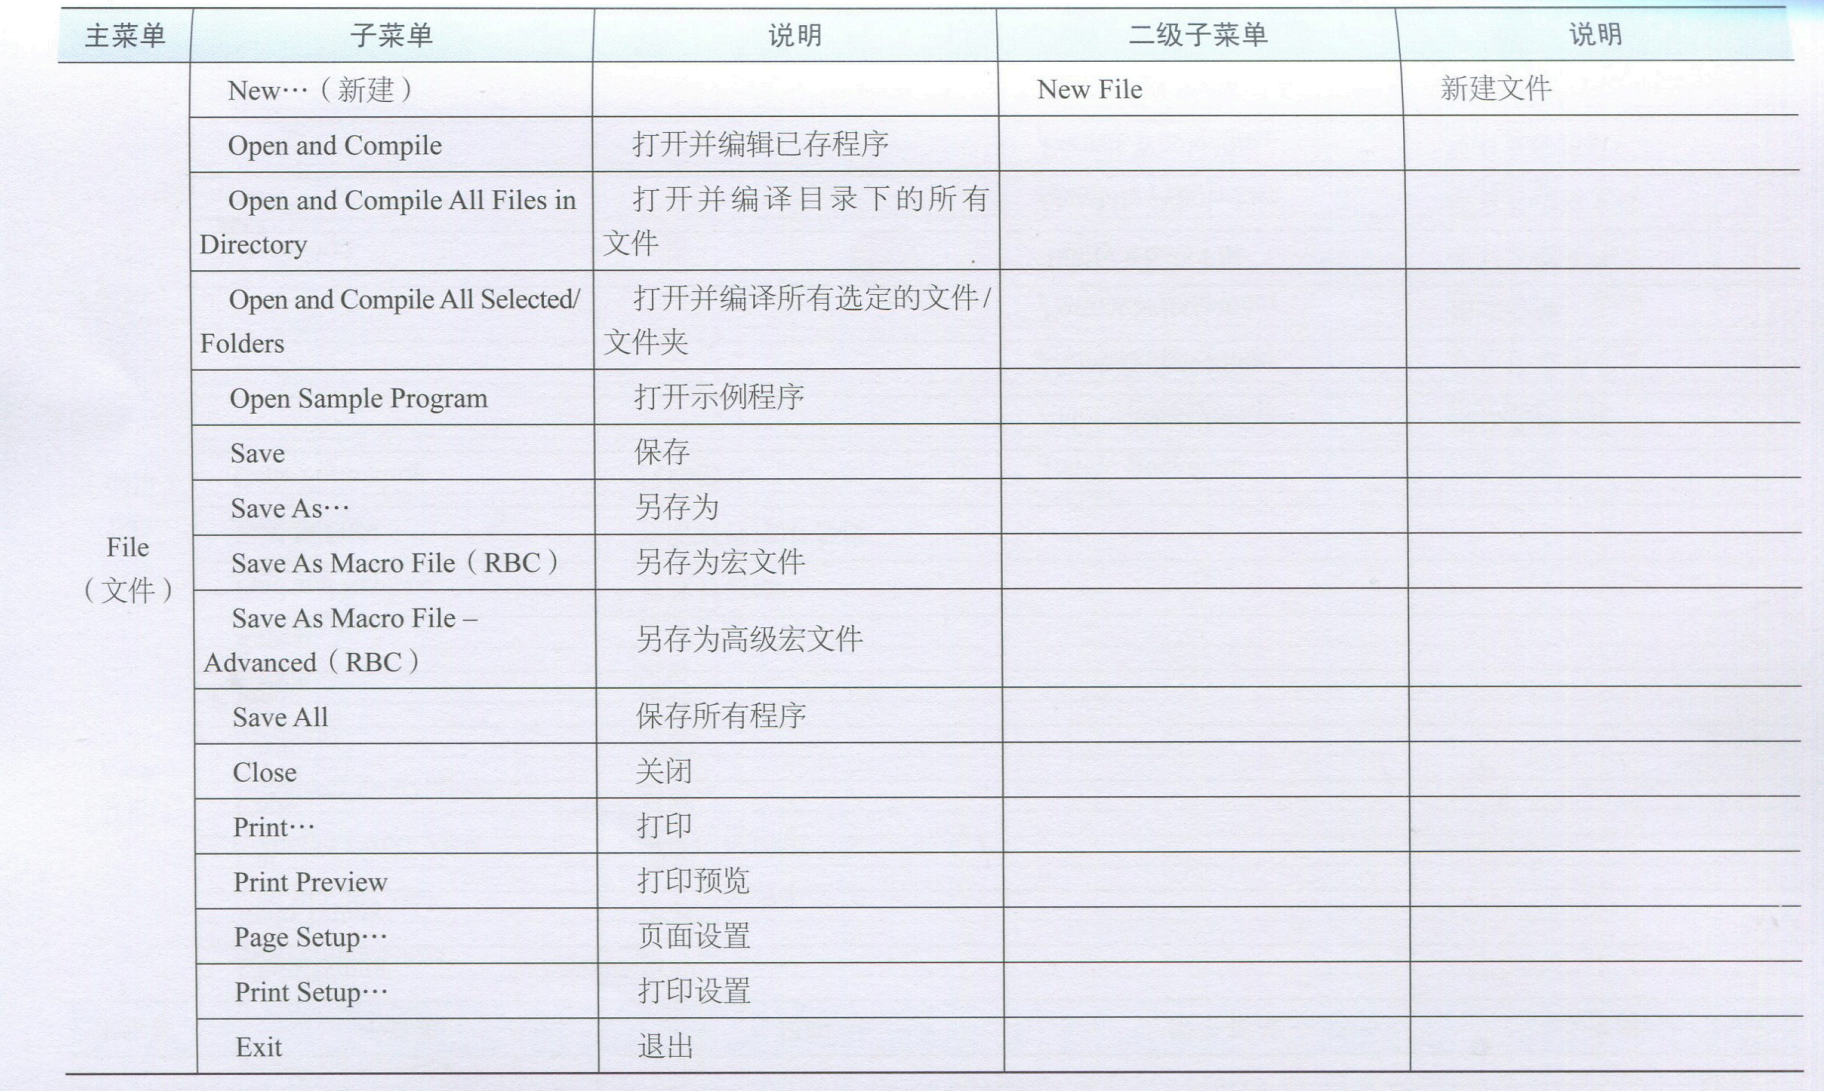 主菜单 子菜单 说明 二级子菜单 说明
New…（新建） New File 新建文件
Open and Compile 打开并编辑已存程序
Open and Compile All Files in 打开并编译目录下的所有
Directory 文件
Open and Compile All Selected/ 打开并编译所有选定的文件/
Folders 文件夹
Open Sample Program 打开示例程序
Save 保存
Save As… 另存为
File
（文件）
Save As Macro File（RBC） 另存为宏文件
Save As Macro File –
Advanced（RBC） 另存为高级宏文件
Save All 保存所有程序
Close 关闭
Print… 打印
Print Preview 打印预览
Page Setup… 页面设置
Print Setup… 打印设置
Exit 退出